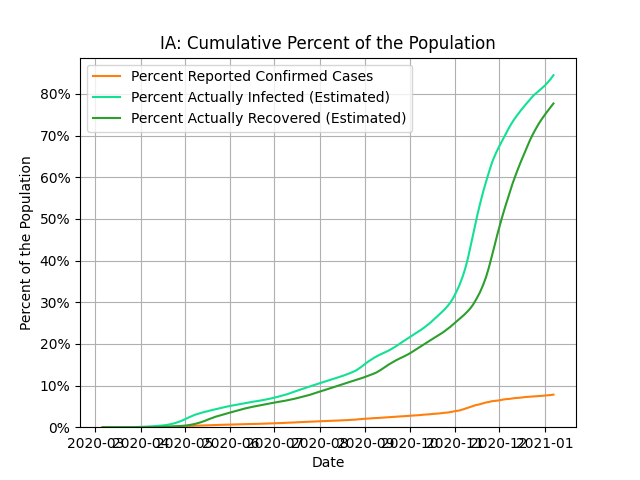 IA: Cumulative Percent of the Population
Percent Reported Confirmed Cases
Percent Actually Infected (Estimated)
Percent Actually Recovered (Estimated)
Percent of the Population
80%
70%
60%
50%
40%
30%
20%
10%
0%
2020-03 2020-04 2020-05 2020-06 2020-07 2020-08 2020-09 2020-10 2020-11 2020-12 2021-01
Date